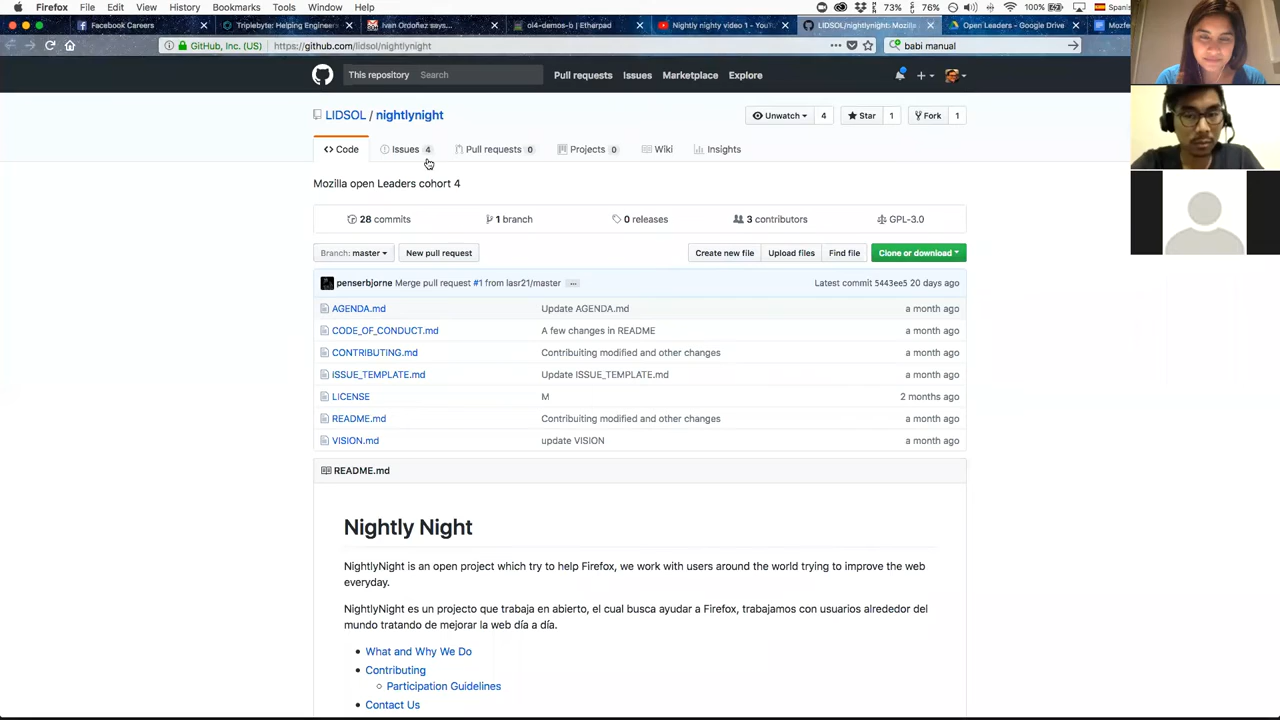 Firefox File Edit View History Bookmarks Tools Window Help 73% 76% 100% Spanis
Facebook Careers Triplebyte: Helping Engineers Ivan Ordoñez says... ol4-demos-b | Etherpad Nightly nighty video 1 - YouT LIDSOL/nightlynight: Mozilla Open Leaders - Google Drive Mozfes
GitHub, Inc. (US) https://github.com/lidsol/nightlynight babi manual
This repository Search Pull requests Issues Marketplace Explore
LIDSOL / nightlynight Unwatch 4 Star 1 Fork 1
Code Issues 4 Pull requests 0 Projects 0 Wiki Insights
Mozilla open Leaders cohort 4
28 commits 1 branch 0 releases 3 contributors GPL-3.0
Branch: master New pull request Create new file Upload files Find file Clone or download
penserbjorne Merge pull request #1 from lasr21/master ... Latest commit 5443ee5 20 days ago
AGENDA.md Update AGENDA.md a month ago
CODE_OF_CONDUCT.md A few changes in README a month ago
CONTRIBUTING.md Contribuiting modified and other changes a month ago
ISSUE_TEMPLATE.md Update ISSUE_TEMPLATE.md a month ago
LICENSE M 2 months ago
README.md Contribuiting modified and other changes a month ago
VISION.md update VISION a month ago
README.md
Nightly Night
NightlyNight is an open project which try to help Firefox, we work with users around the world trying to improve the web
everyday.
NightlyNight es un projecto que trabaja en abierto, el cual busca ayudar a Firefox, trabajamos con usuarios alrededor del
mundo tratando de mejorar la web día a día.
What and Why We Do
Contributing
Participation Guidelines
Contact Us